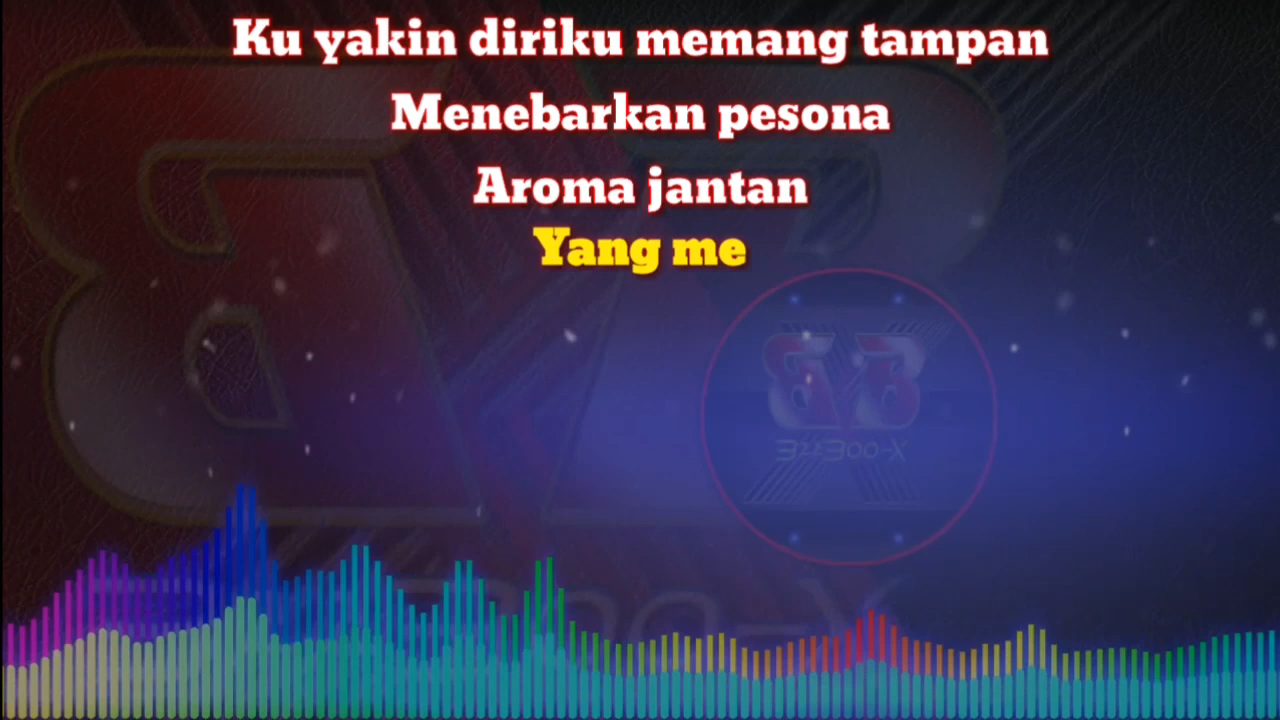 Ku yakin diriku memang tampan
Menebarkan pesona
Aroma jantan
Yang me